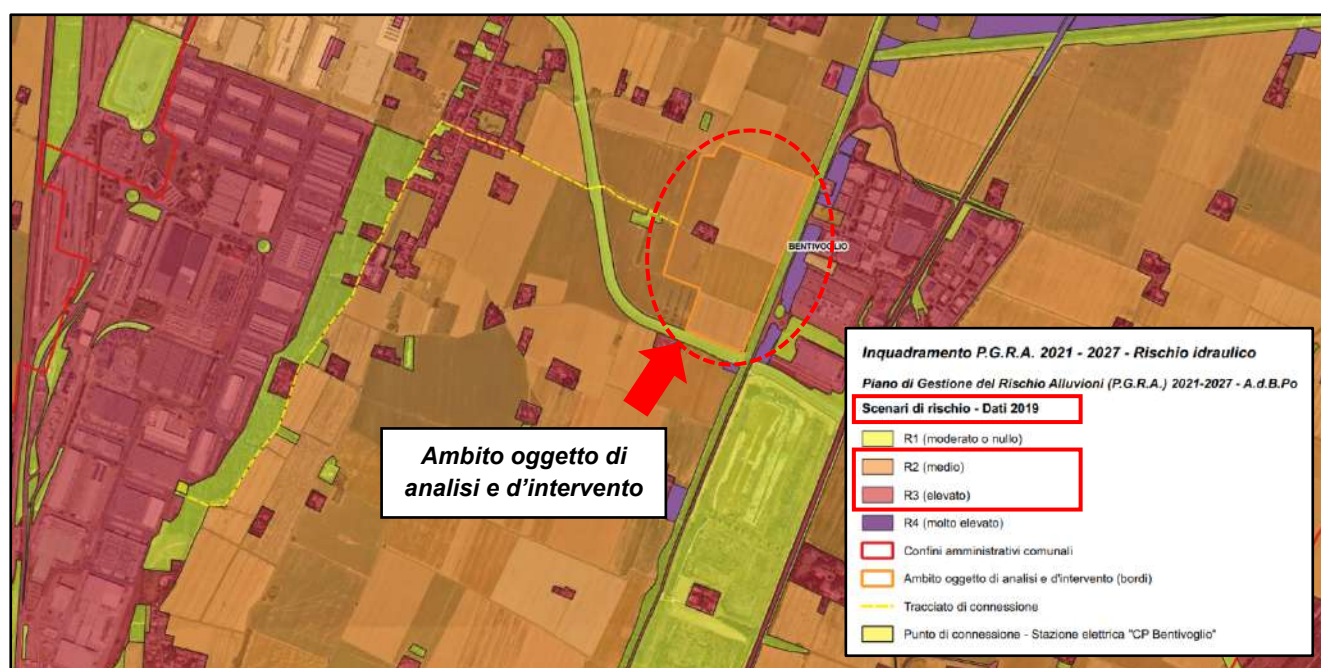 BENTIVOGLIO
Ambito oggetto di
analisi e d'intervento
Inquadramento P.G.R.A. 2021 - 2027 - Rischio idraulico
Piano di Gestione del Rischio Alluvioni (P.G.R.A.) 2021-2027 - A.d.B.Po
Scenari di rischio - Dati 2019
R1 (moderato o nullo)
R2 (medio)
R3 (elevato)
R4 (molto elevato)
Confini amministrativi comunali
Ambito oggetto di analisi e d'intervento (bordi)
Tracciato di connessione
Punto di connessione - Stazione elettrica "CP Bentivoglio"